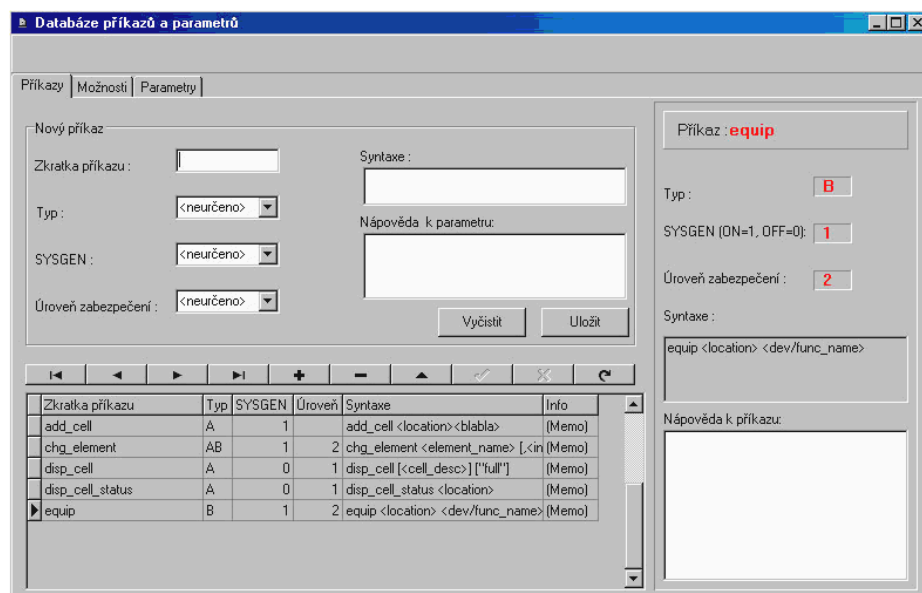 Databáze příkazů a parametrů
Příkazy Možnosti Parametry
Nový příkaz
Zkratka příkazu :
Typ : <neurčeno>
SYSGEN : <neurčeno>
Úroveň zabezpečení : <neurčeno>
Syntaxe :
Nápověda k parametru:
Vyčistit Uložit
Zkratka příkazu Typ SYSGEN Úroveň Syntaxe Info
add_cell A 1 add_cell <location><blabla> (Memo)
chg_element AB 1 2 chg_element <element_name> [,<in (Memo)
disp_cell A 0 1 disp_cell [<cell_desc>] ["full"] (Memo)
disp_cell_status A 0 1 disp_cell_status <location> (Memo)
equip B 1 2 equip <location> <dev/func_name> (Memo)
Příkaz : equip
Typ : B
SYSGEN (ON=1, OFF=0): 1
Úroveň zabezpečení : 2
Syntaxe :
equip <location> <dev/func_name>
Nápověda k příkazu: